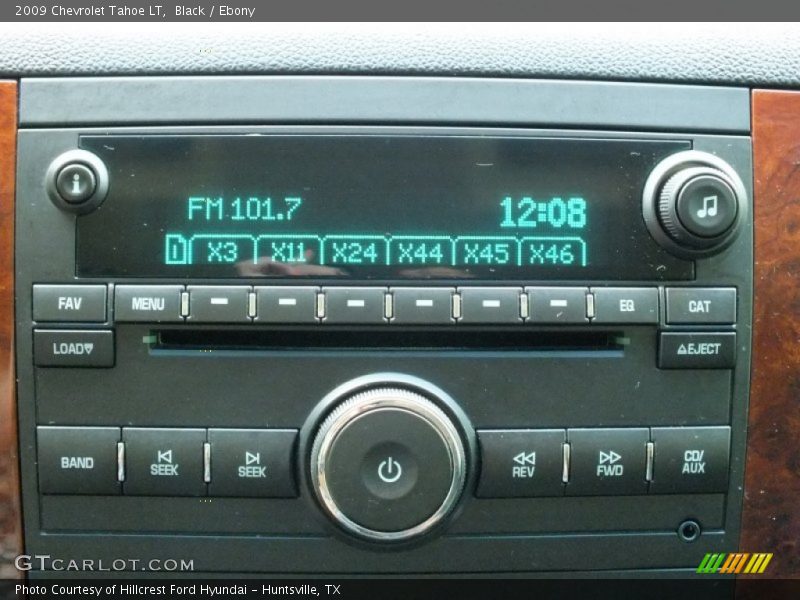 2009 Chevrolet Tahoe LT,  Black / Ebony
i
FM 101.7
12:08
D X3 X11 X24 X44 X45 X46
FAV MENU EQ CAT
LOAD EJECT
BAND SEEK SEEK REV FWD CD/AUX
GTCARLOT.COM
Photo Courtesy of Hillcrest Ford Hyundai – Huntsville, TX